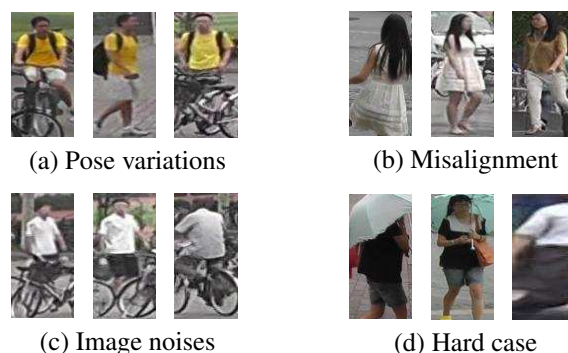 (a) Pose variations
(b) Misalignment
(c) Image noises
(d) Hard case